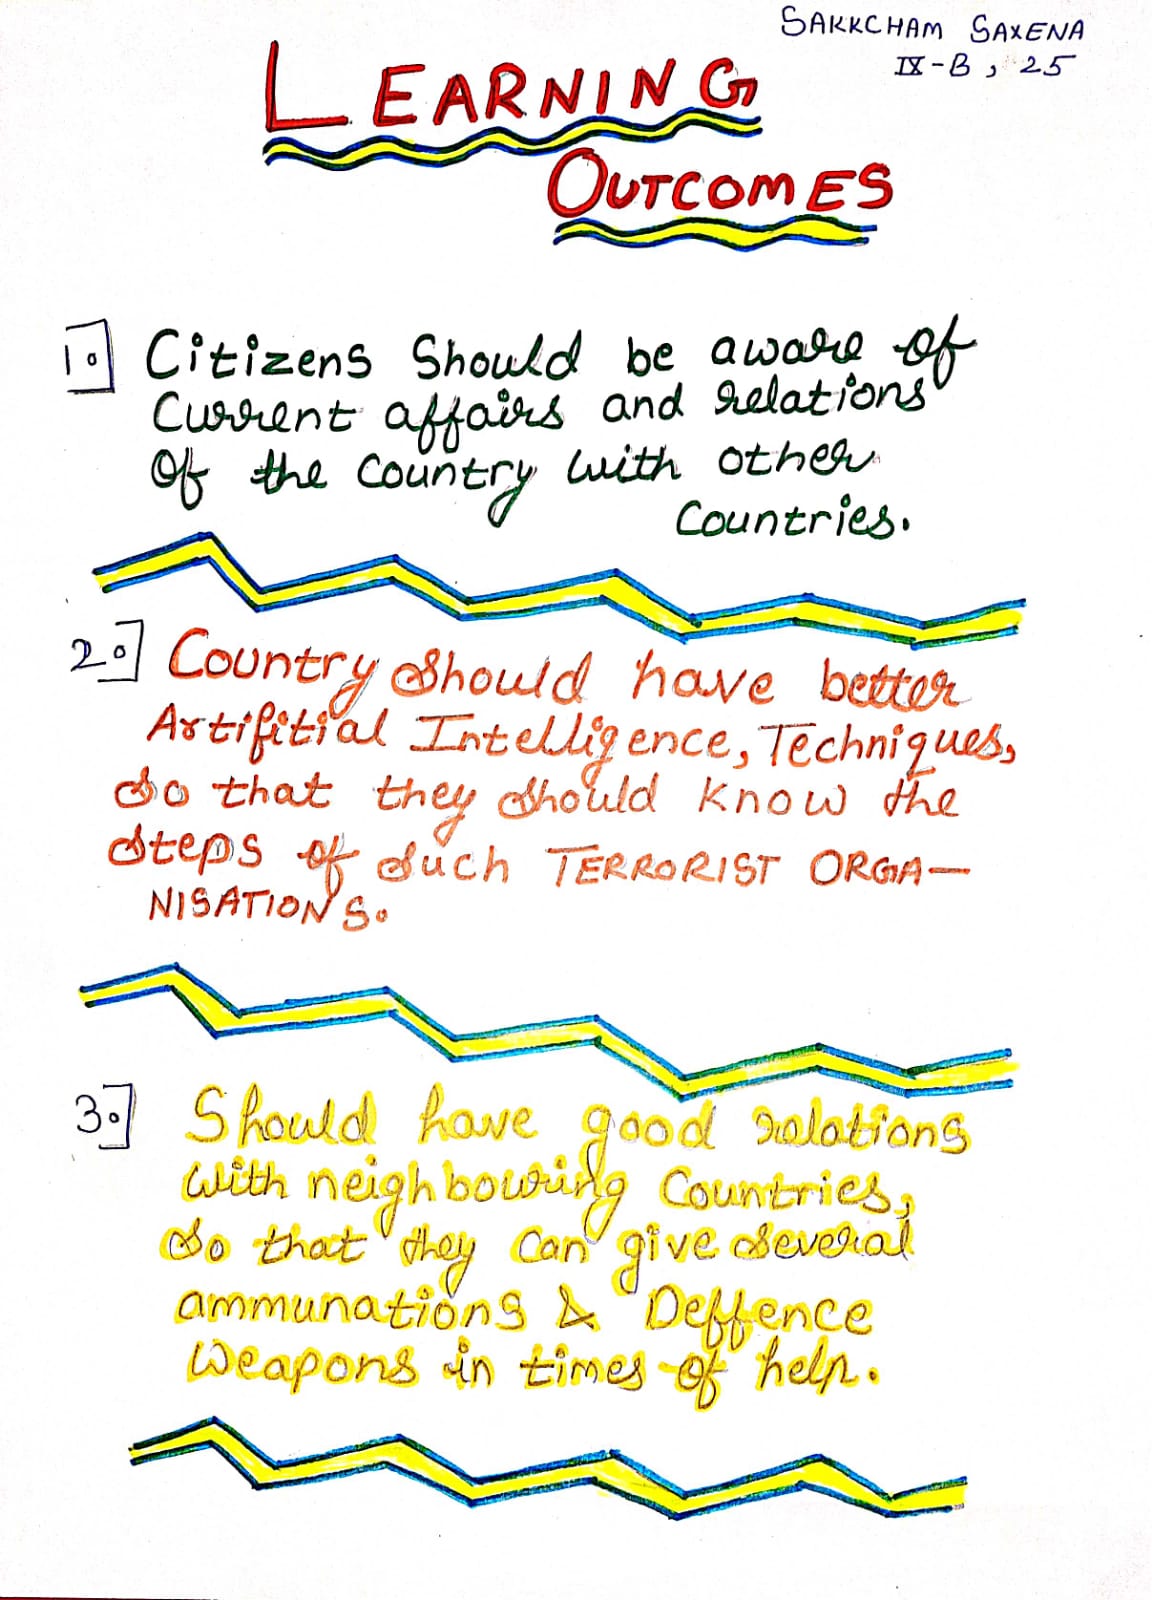 SAKKCHAM SAXENA
IX-B, 25
LEARNING
OUTCOMES
1. Citizens Should be aware of
Current affairs and relations
Of the Country with other
Countries.
2. Country should have better
Artifitial Intelligence, Techniques,
so that they should know the
steps of such TERRORIST ORGA-
NISATIONS.
3. Should have good relations
with neighbouring Countries,
so that they can give several
ammunations & Deffence
Weapons in times of help.